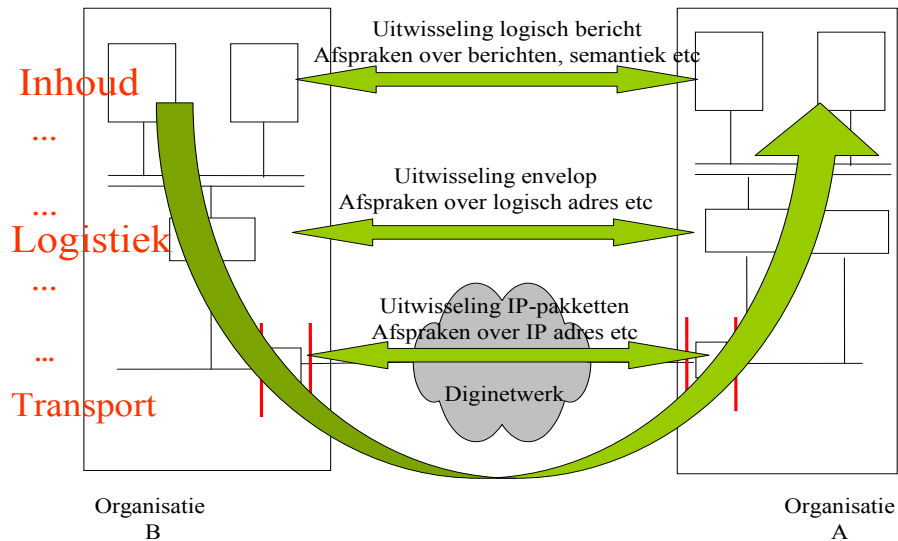 Uitwisseling logisch bericht
Afspraken over berichten, semantiek etc
Inhoud
...
Uitwisseling envelop
Afspraken over logisch adres etc
...
Logistiek
...
Uitwisseling IP-pakketten
Afspraken over IP adres etc
...
Diginetwerk
Transport
Organisatie
B
Organisatie
A